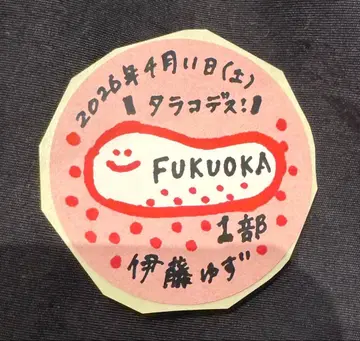 2026年4月11日(土)
タラコデス!
FUKUOKA
1部
伊藤ゆず